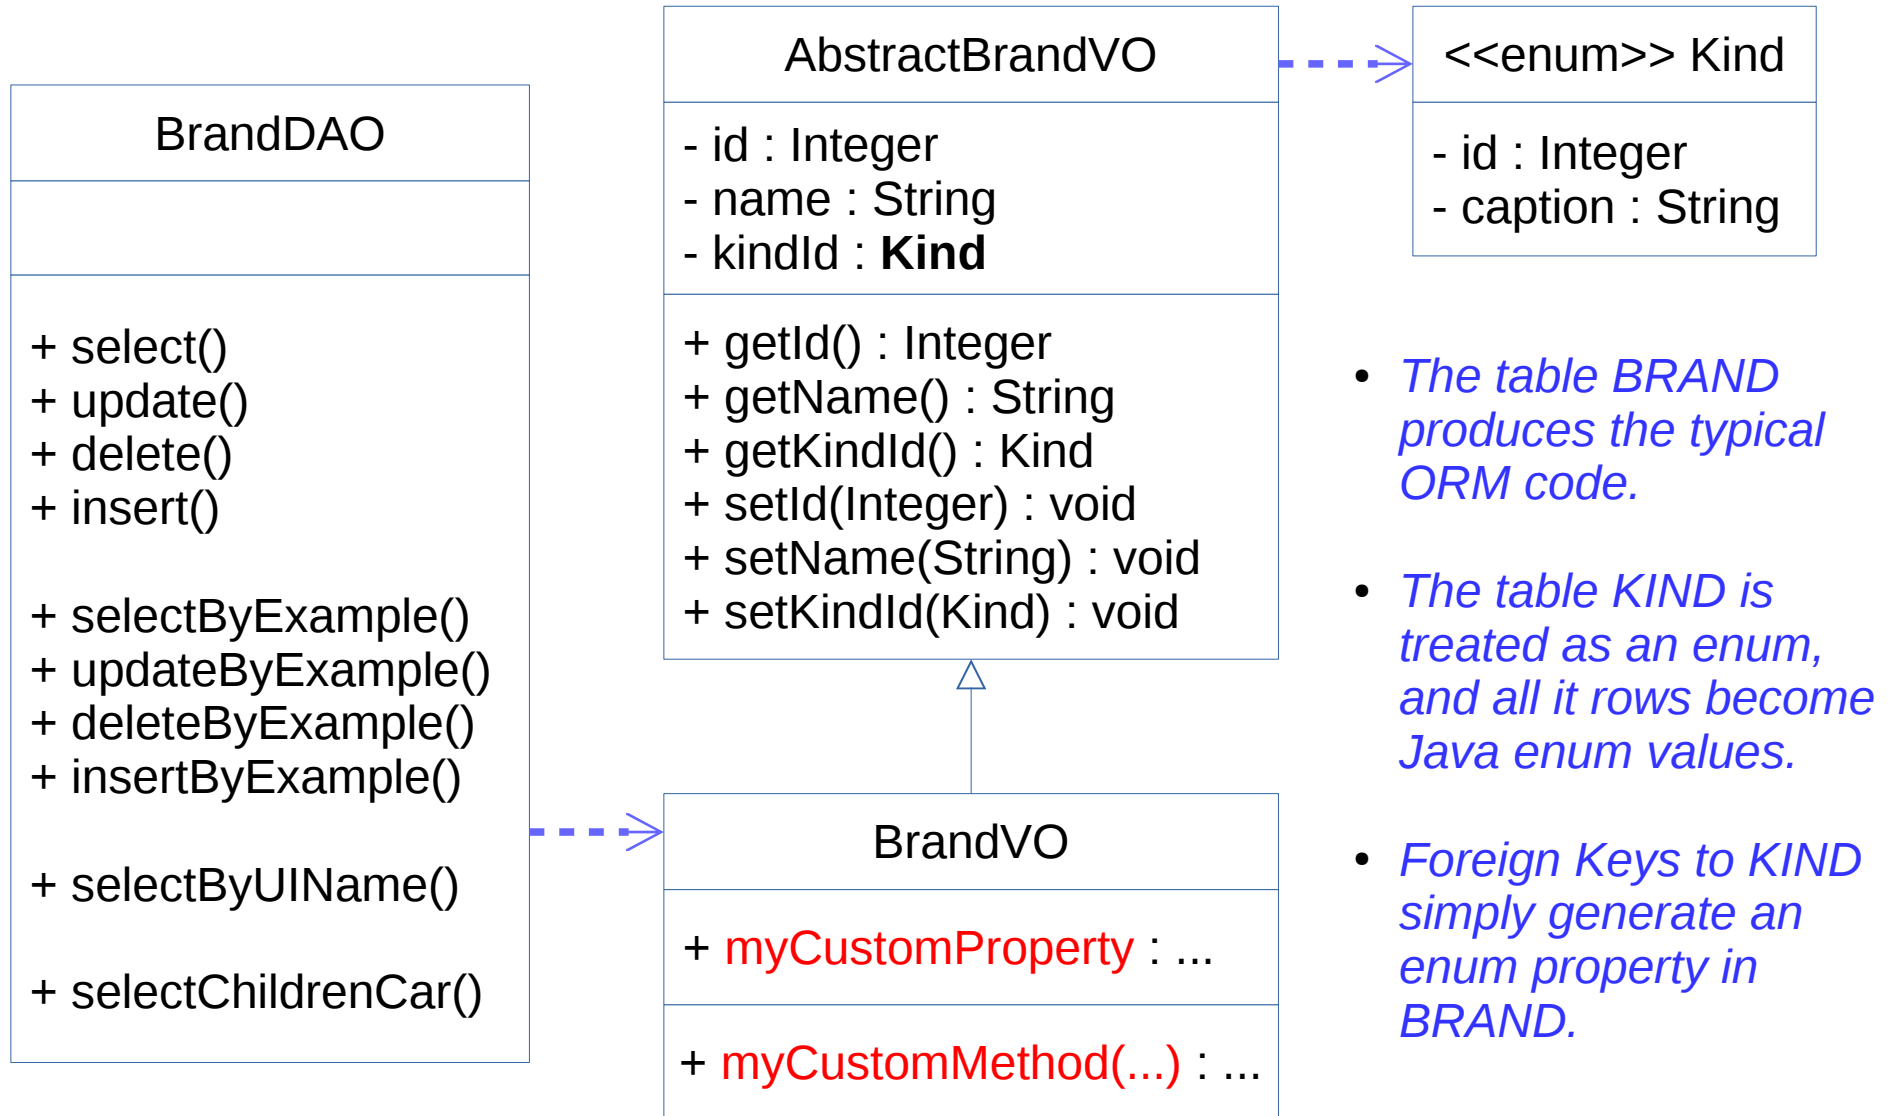 BrandDAO
+ select()
+ update()
+ delete()
+ insert()
+ selectByExample()
+ updateByExample()
+ deleteByExample()
+ insertByExample()
+ selectByUIName()
+ selectChildrenCar()
AbstractBrandVO
- id : Integer
- name : String
- kindId : Kind
+ getId() : Integer
+ getName() : String
+ getKindId() : Kind
+ setId(Integer) : void
+ setName(String) : void
+ setKindId(Kind) : void
BrandVO
+ myCustomProperty : ...
+ myCustomMethod(...) : ...
<<enum>> Kind
- id : Integer
- caption : String
• The table BRAND
produces the typical
ORM code.
• The table KIND is
treated as an enum,
and all it rows become
Java enum values.
• Foreign Keys to KIND
simply generate an
enum property in
BRAND.